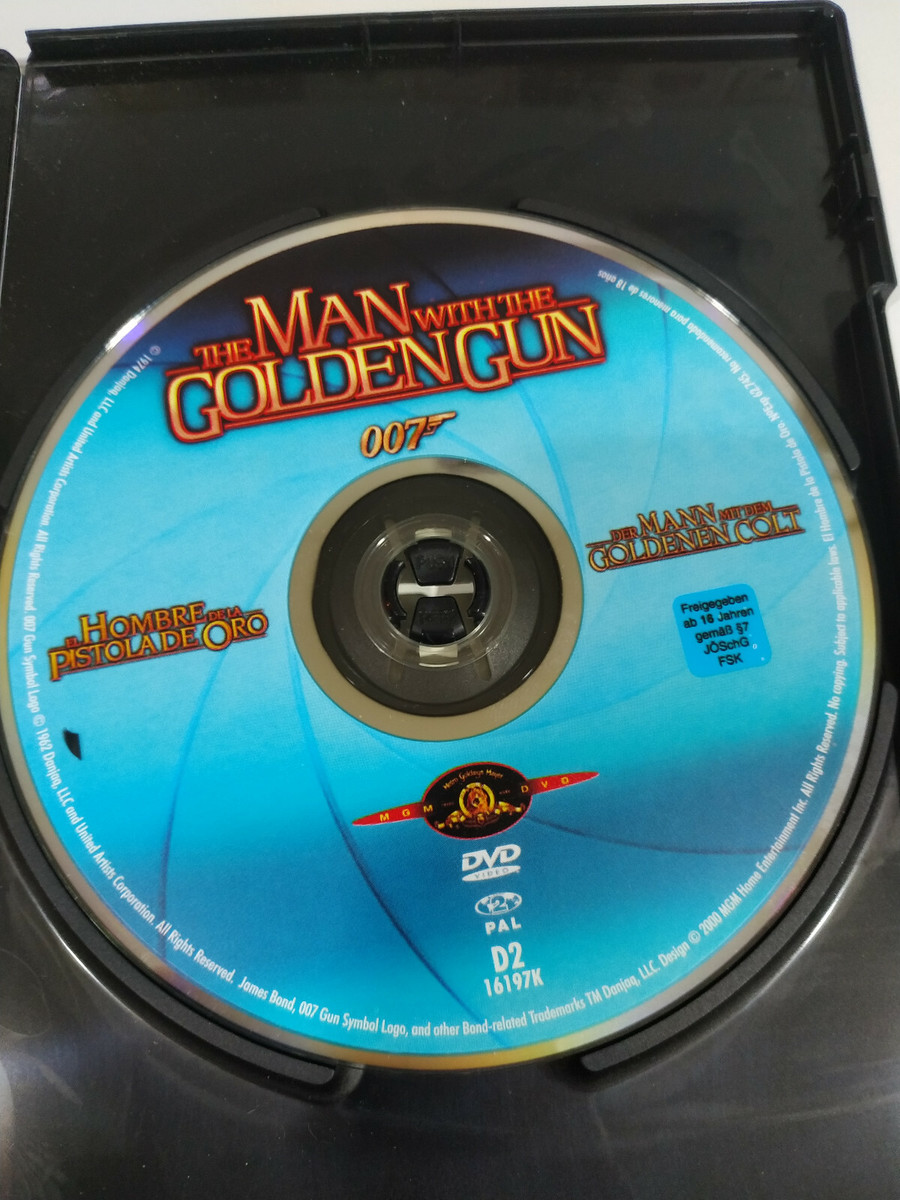 THE MAN WITH THE
GOLDEN GUN
007
DER MANN MIT DEM
GOLDENEN COLT
EL HOMBRE DE LA
PISTOLA DE ORO
Freigegeben
ab 16 Jahren
gemäß §7
JÖSchG
FSK
Metro Goldwyn Mayer
MGM DVD
DVD
VIDEO
2
PAL
D2
16197K
© 1974 Danjaq, LLC and United Artists Corporation. All Rights Reserved. 007 Gun Symbol Logo © 1962 Danjaq, LLC and United Artists Corporation. All Rights Reserved. James Bond, 007 Gun Symbol Logo, and other Bond-related Trademarks TM Danjaq, LLC. Design © 2000 MGM Home Entertainment Inc. All Rights Reserved. No copying. Subject to applicable laws. El Hombre de la Pistola de Oro. NºExp 62.745. No recomendada para menores de 18 años